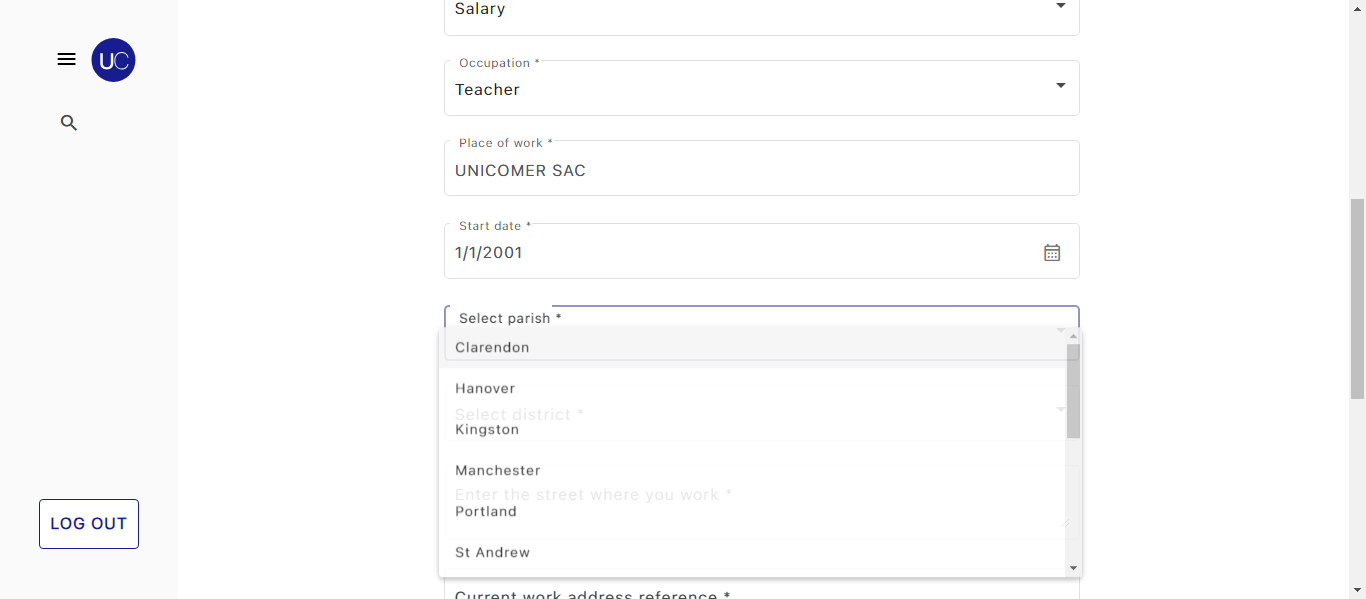 UC
Salary
Occupation *
Teacher
Place of work *
UNICOMER SAC
Start date *
1/1/2001
Select parish *
Clarendon
Hanover
Select district *
Kingston
Manchester
Enter the street where you work *
Portland
St Andrew
LOG OUT
Current work address reference *